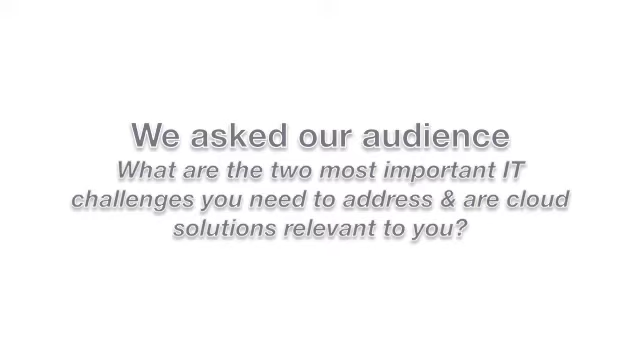 We asked our audience
What are the two most important IT
challenges you need to address & are cloud
solutions relevant to you?